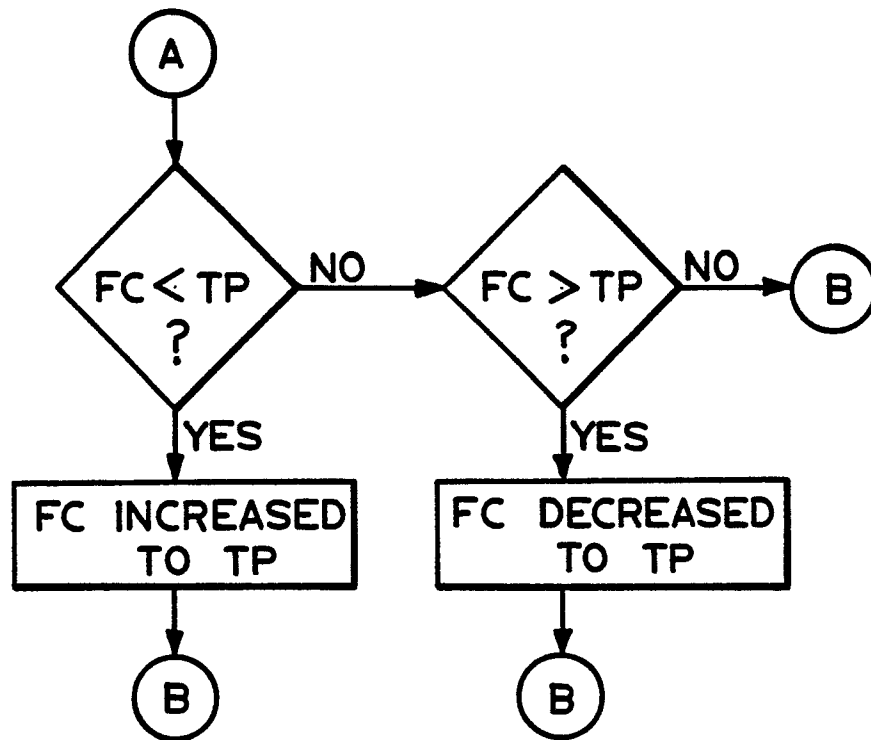 A
FC < TP
?
NO
FC > TP
?
NO
B
YES
YES
FC INCREASED
TO TP
FC DECREASED
TO TP
B
B